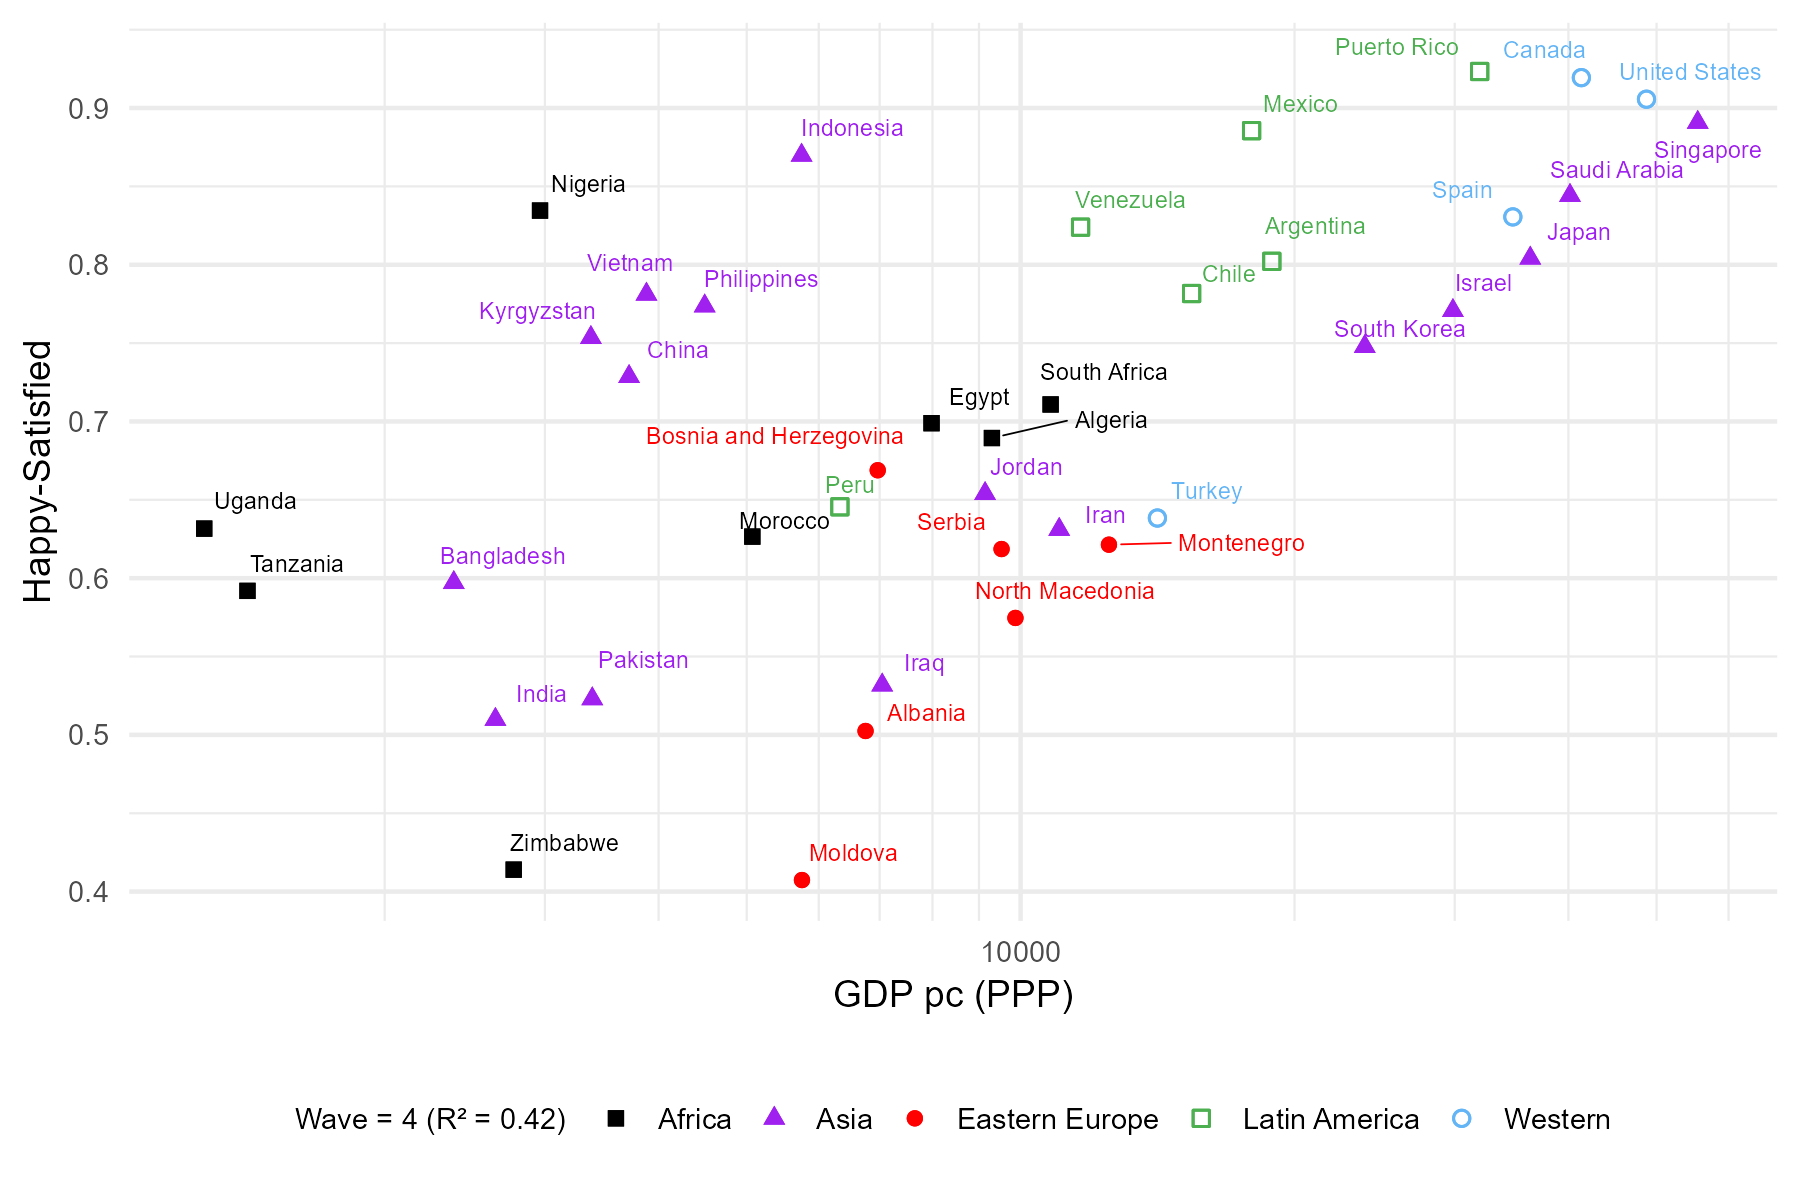 Puerto Rico
Canada
United States
Mexico
0.9
Indonesia
Singapore
Saudi Arabia
Nigeria
Spain
Venezuela
Argentina
Japan
0.8
Vietnam
Chile
Philippines
Israel
Kyrgyzstan
South Korea
China
South Africa
Egypt
0.7
Algeria
Bosnia and Herzegovina
Jordan
Peru
Turkey
Uganda
Morocco
Serbia
Iran
Montenegro
Bangladesh
Tanzania
0.6
North Macedonia
Pakistan
Iraq
India
Albania
0.5
Zimbabwe
Moldova
0.4
Happy-Satisfied
10000
GDP pc (PPP)
Wave = 4 (R² = 0.42) Africa Asia Eastern Europe Latin America Western